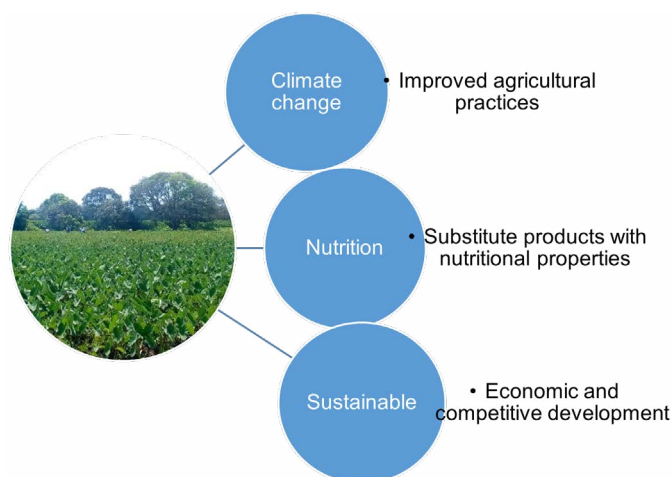 Climate
change
• Improved agricultural
practices
Nutrition
• Substitute products with
nutritional properties
Sustainable
• Economic and
competitive development